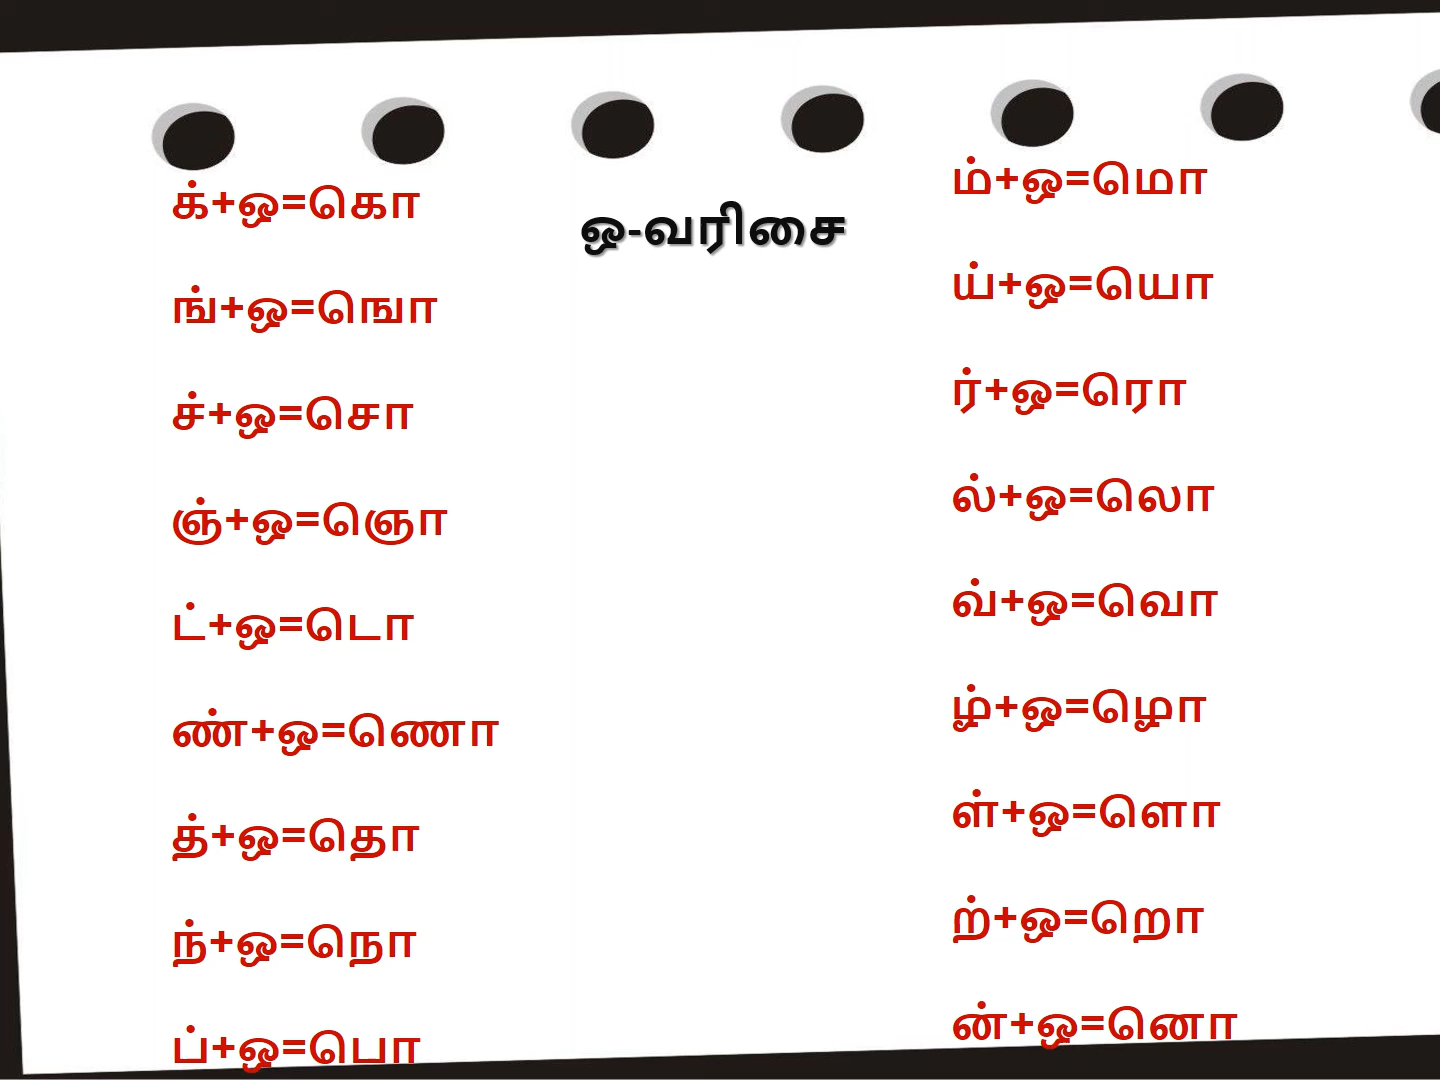 ஒ-வரிசை
க்+ஒ=கொ
ங்+ஒ=ஙொ
ச்+ஒ=சொ
ஞ்+ஒ=ஞொ
ட்+ஒ=டொ
ண்+ஒ=ணொ
த்+ஒ=தொ
ந்+ஒ=நொ
ப்+ஒ=பொ
ம்+ஒ=மொ
ய்+ஒ=யொ
ர்+ஒ=ரொ
ல்+ஒ=லொ
வ்+ஒ=வொ
ழ்+ஒ=ழொ
ள்+ஒ=ளொ
ற்+ஒ=றொ
ன்+ஒ=னொ